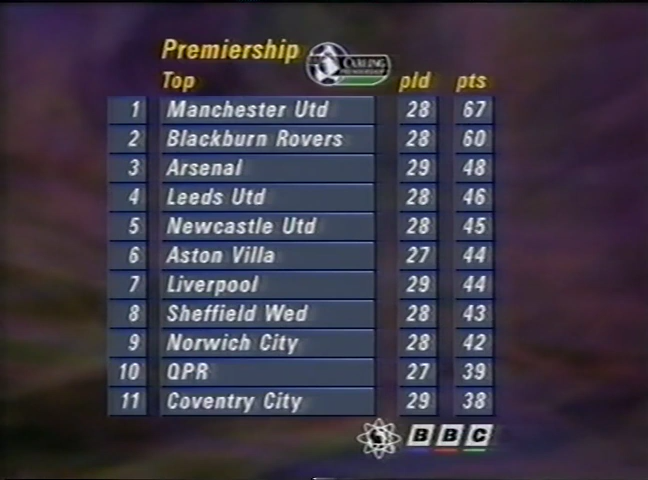 Premiership
CARLING
PREMIERSHIP
Top pld pts
1 Manchester Utd 28 67
2 Blackburn Rovers 28 60
3 Arsenal 29 48
4 Leeds Utd 28 46
5 Newcastle Utd 28 45
6 Aston Villa 27 44
7 Liverpool 29 44
8 Sheffield Wed 28 43
9 Norwich City 28 42
10 QPR 27 39
11 Coventry City 29 38
BBC